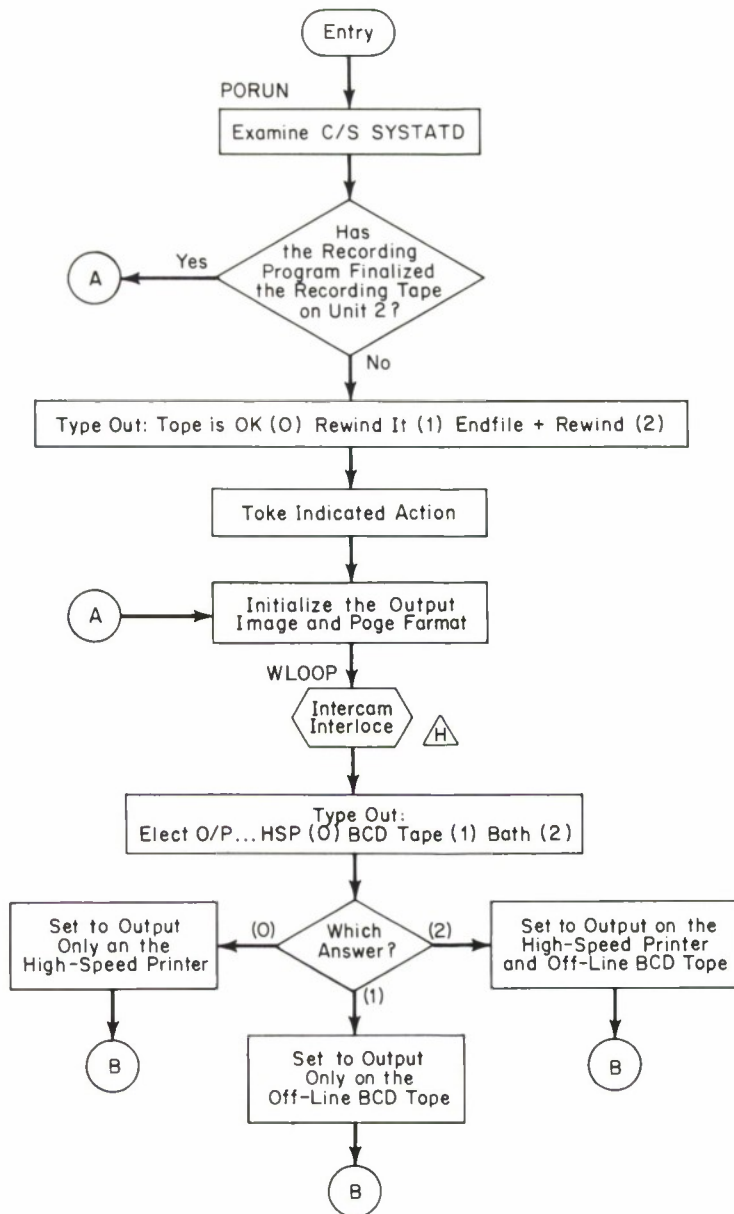 Entry
PORUN
Examine C/S SYSTATD
Has
the Recording
Program Finalized
the Recording Tape
on Unit 2?
Yes
A
No
Type Out: Tope is OK (0) Rewind It (1) Endfile + Rewind (2)
Toke Indicated Action
A
Initialize the Output
Image and Poge Farmat
WLOOP
Intercam
Interloce
H
Type Out:
Elect O/P... HSP (0) BCD Tape (1) Bath (2)
Set to Output
Only an the
High-Speed Printer
(0)
Which
Answer?
(2)
Set to Output on the
High-Speed Printer
and Off-Line BCD Tope
(1)
B
Set to Output
Only on the
Off-Line BCD Tope
B
B